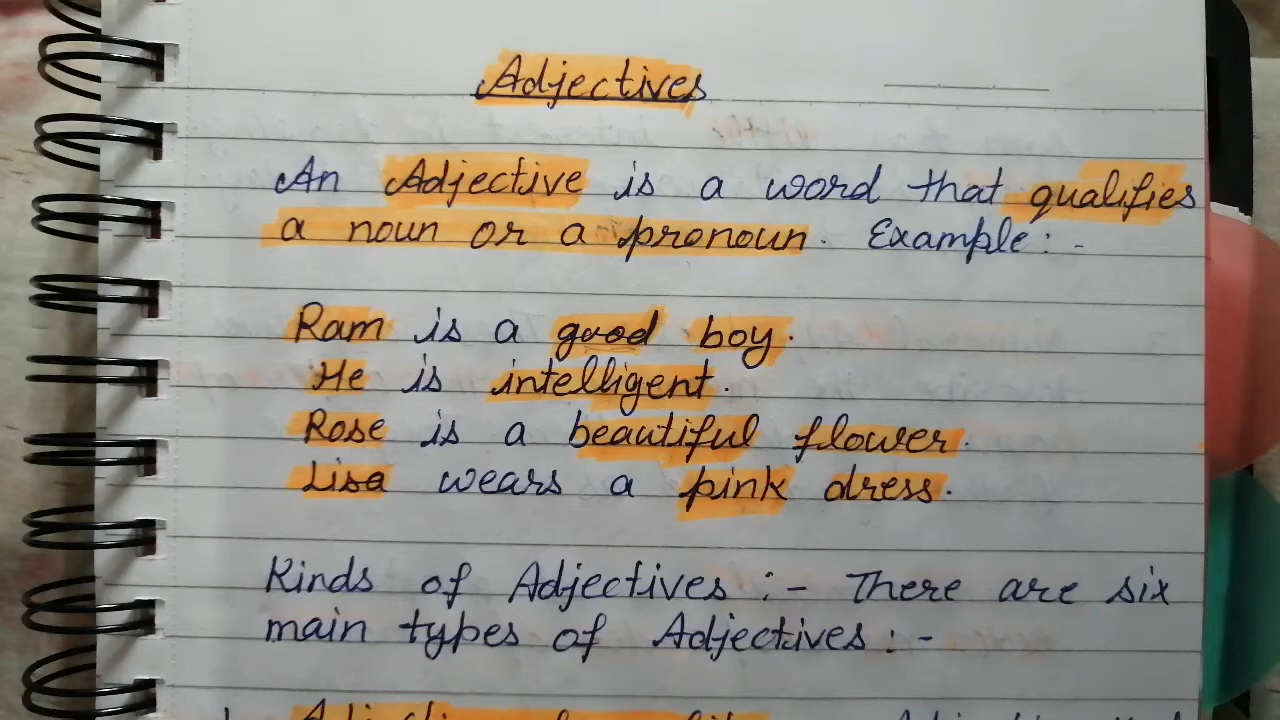 Adjectives
An Adjective is a word that qualifies
a noun or a pronoun. Example: -
Ram is a good boy.
He is intelligent.
Rose is a beautiful flower.
Lisa wears a pink dress.
Kinds of Adjectives :- There are six
main types of Adjectives :-